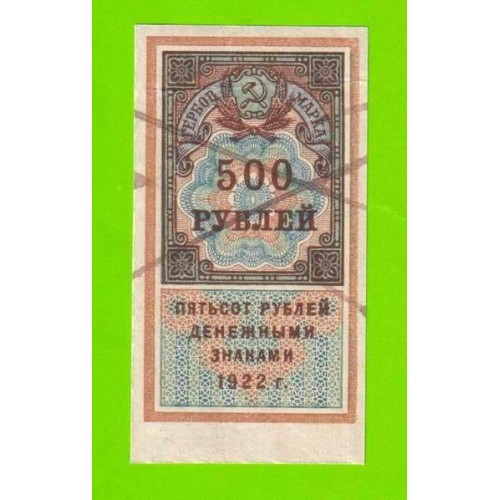 ГЕРБОВ. МАРКА
500
РУБЛЕЙ
ПЯТЬСОТ РУБЛЕЙ
ДЕНЕЖНЫМИ
ЗНАКАМИ
1922 г.